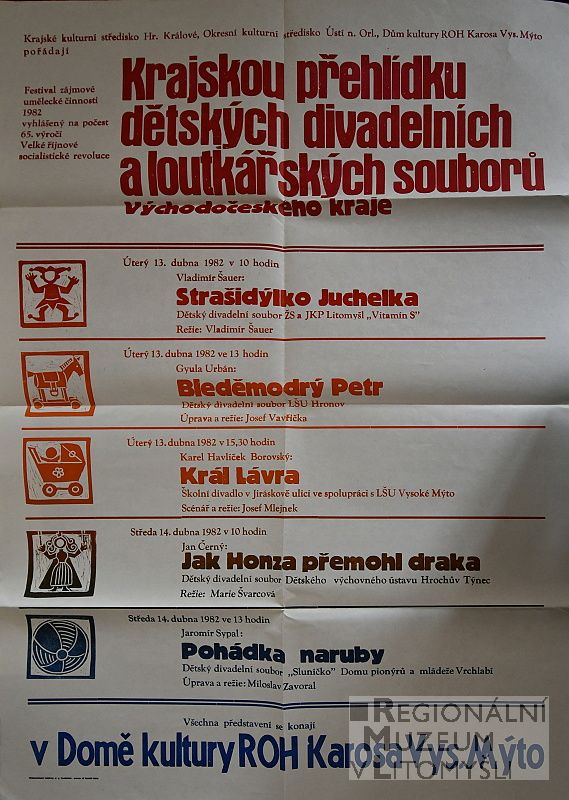 Krajské kulturní středisko Hr. Králové, Okresní kulturní středisko Ústí n. Orl., Dům kultury ROH Karosa Vys. Mýto
pořádají
Festival zájmové
umělecké činnosti
1982
vyhlášený na počest
65. výročí
Velké říjnové
socialistické revoluce
Krajskou přehlídku
dětských divadelních
a loutkářských souborů
Východočeského kraje
Úterý 13. dubna 1982 v 10 hodin
Vladimír Šauer:
Strašidýlko Juchelka
Dětský divadelní soubor ZŠ a JKP Litomyšl „Vitamín S"
Režie: Vladimír Šauer
Úterý 13. dubna 1982 ve 13 hodin
Gyula Urbán:
Bleděmodrý Petr
Dětský divadelní soubor LŠU Hronov
Úprava a režie: Josef Vavřička
Úterý 13. dubna 1982 v 15,30 hodin
Karel Havlíček Borovský:
Král Lávra
Školní divadlo v Jiráskově ulici ve spolupráci s LŠU Vysoké Mýto
Scénář a režie: Josef Mlejnek
Středa 14. dubna 1982 v 10 hodin
Jan Černý:
Jak Honza přemohl draka
Dětský divadelní soubor Dětského výchovného ústavu Hrochův Týnec
Režie: Marie Švarcová
Středa 14. dubna 1982 ve 13 hodin
Jaromír Sypal:
Pohádka naruby
Dětský divadelní soubor „Sluníčko" Domu pionýrů a mládeže Vrchlabí
Úprava a režie: Miloslav Zavoral
Všechna představení se konají
v Domě kultury ROH Karosa Vys. Mýto
REGIONÁLNÍ
MUZEUM
V LITOMYŠLI